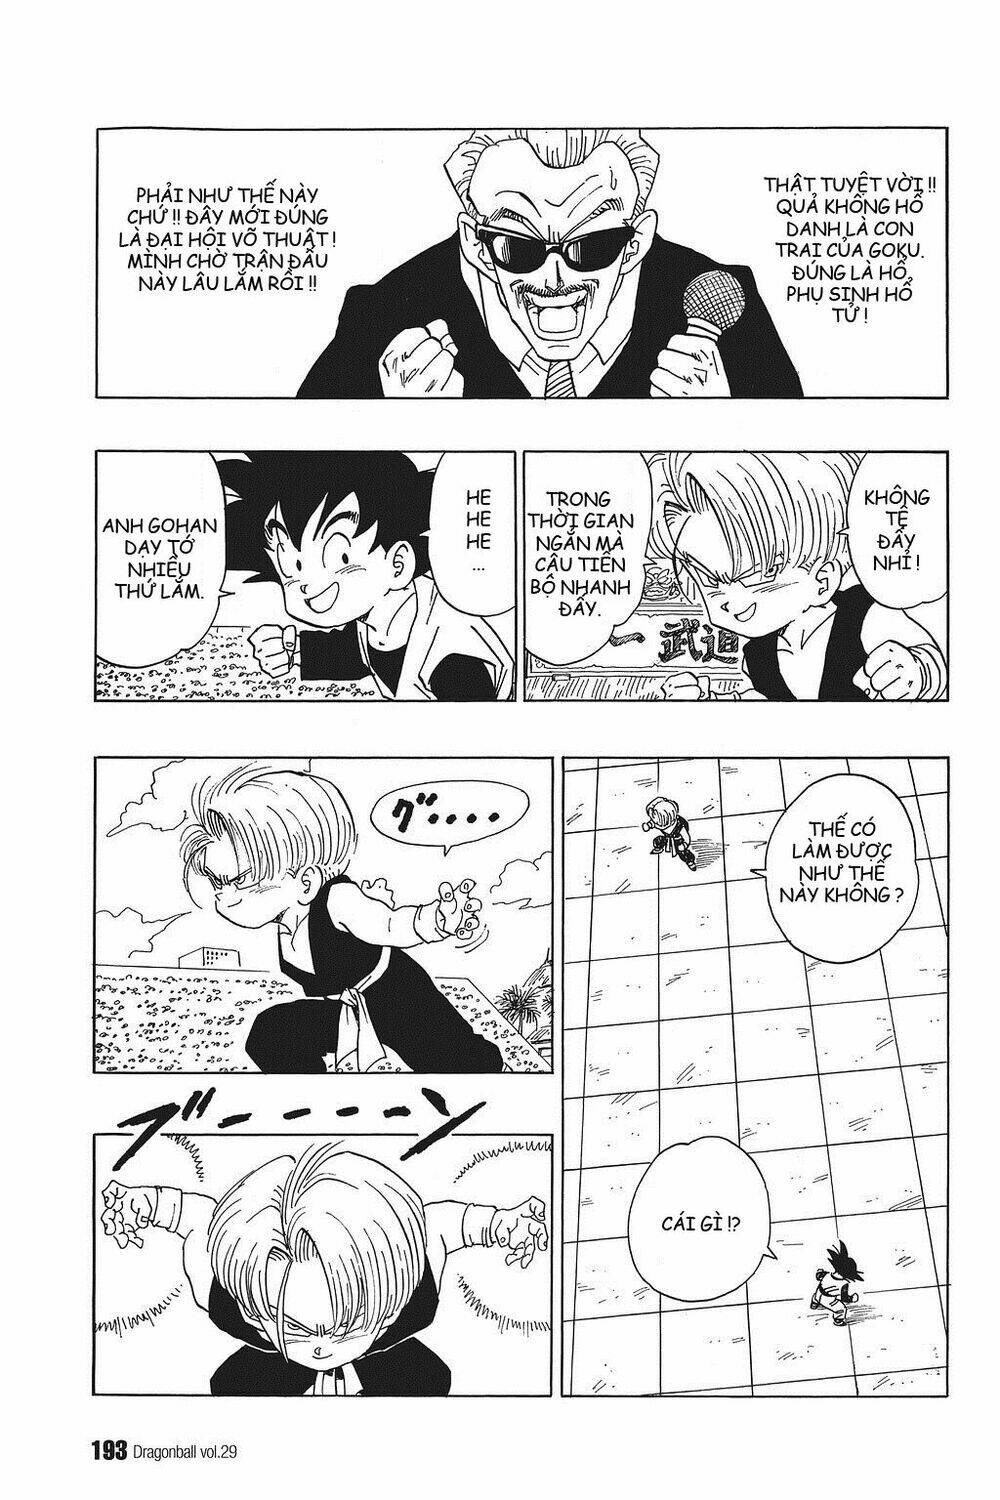 THẬT TUYỆT VỜI !!
QUẢ KHÔNG HỔ
DANH LÀ CON
TRAI CỦA GOKU.
ĐÚNG LÀ HỔ
PHỤ SINH HỔ
TỬ !
PHẢI NHƯ THẾ NÀY
CHỨ !! ĐÂY MỚI ĐÚNG
LÀ ĐẠI HỘI VÕ THUẬT !
MÌNH CHỜ TRẬN ĐẤU
NÀY LÂU LẮM RỒI !!
KHÔNG
TỆ
ĐẤY
NHỈ !
TRONG
THỜI GIAN
NGẮN MÀ
CẬU TIẾN
BỘ NHANH
ĐẤY.
一 武道
HE
HE
HE
...
ANH GOHAN
DẠY TỚ
NHIỀU
THỨ LẮM.
THẾ CÓ
LÀM ĐƯỢC
NHƯ THẾ
NÀY KHÔNG ?
CÁI GÌ !?
グ････
ブーーーーン
193 Dragonball vol.29